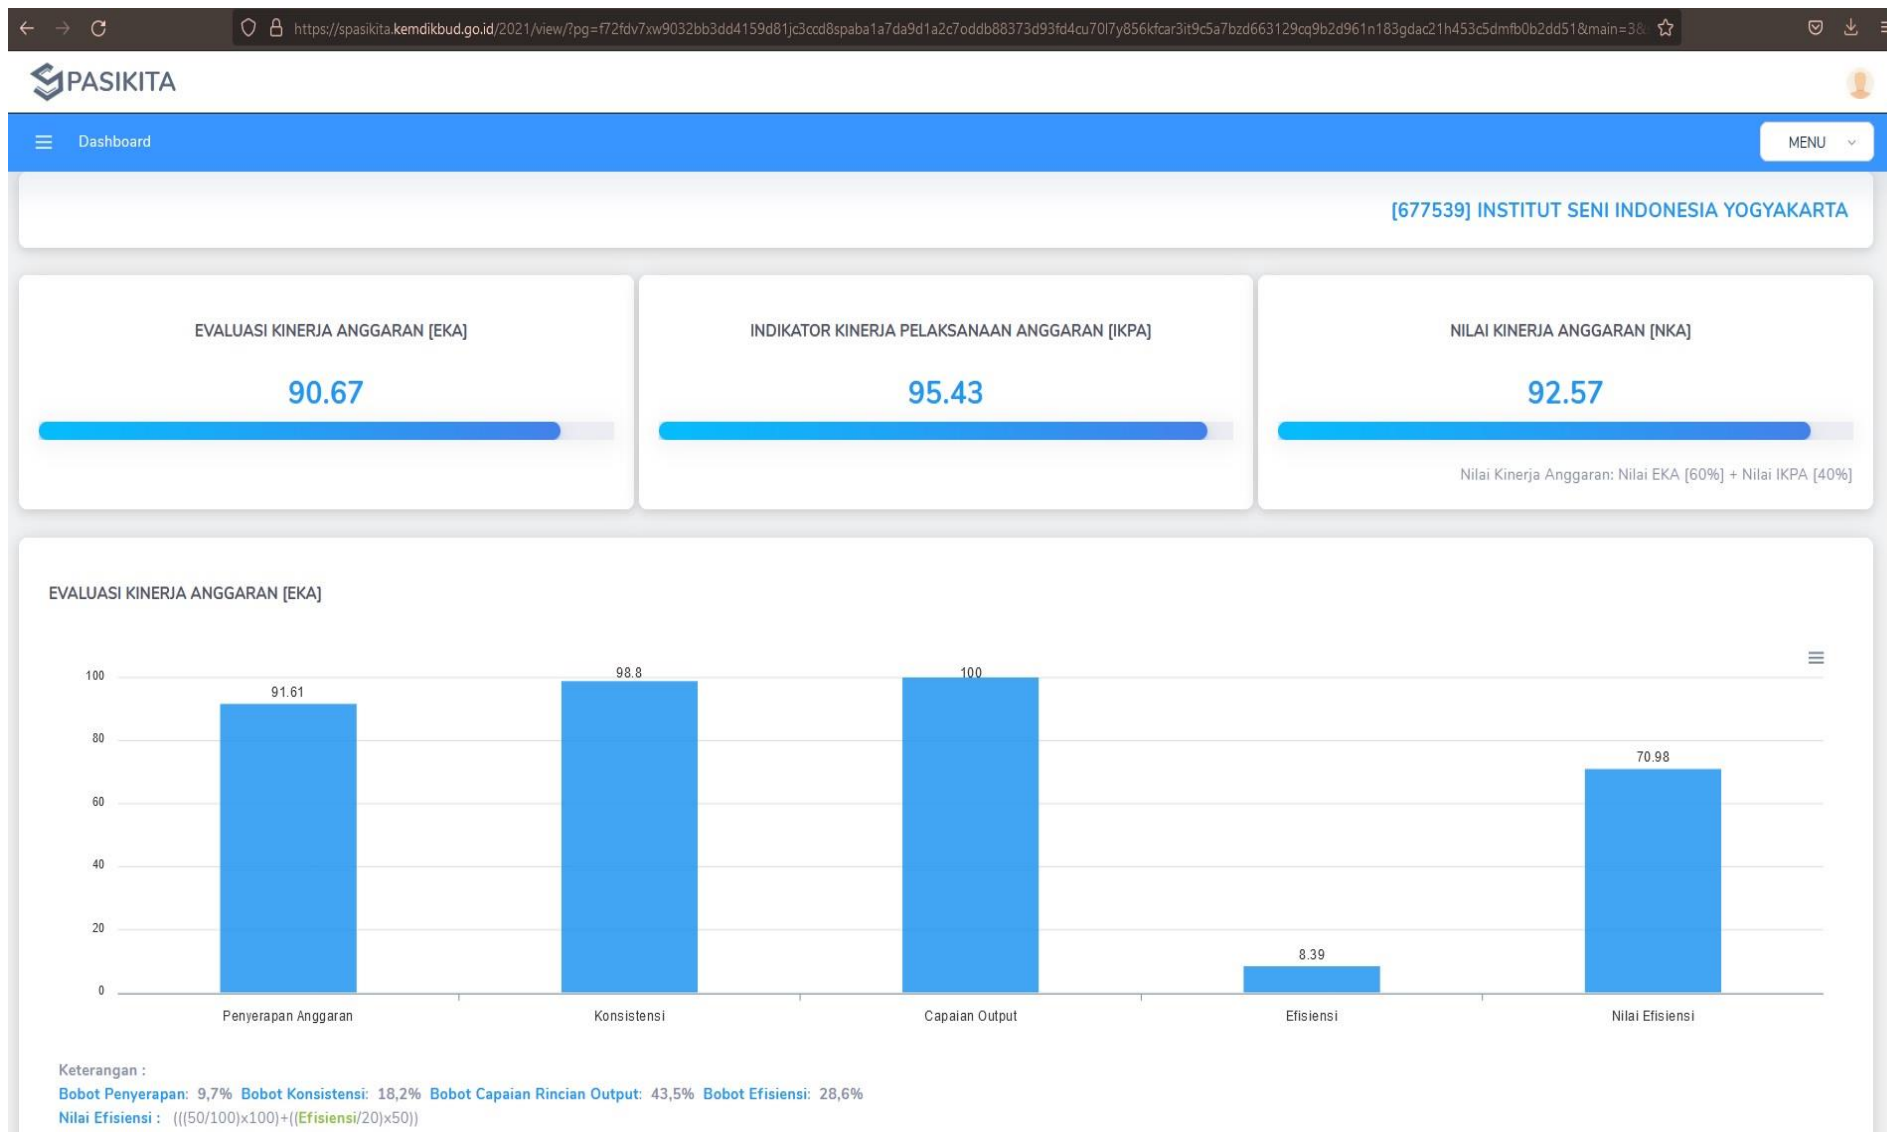 https://spasikita.kemdikbud.go.id/2021/view/?pg=f72fdv7xw9032bb3dd4159d81jc3ccd8spaba1a7da9d1a2c7oddb88373d93fd4cu70l7y856kfcar3it9c5a7bzd663129cq9b2d961n183gdac21h453c5dmfb0b2dd51&main=3&
SPASIKITA
Dashboard
MENU
[677539] INSTITUT SENI INDONESIA YOGYAKARTA
EVALUASI KINERJA ANGGARAN [EKA]
90.67
INDIKATOR KINERJA PELAKSANAAN ANGGARAN [IKPA]
95.43
NILAI KINERJA ANGGARAN [NKA]
92.57
Nilai Kinerja Anggaran: Nilai EKA [60%] + Nilai IKPA [40%]
EVALUASI KINERJA ANGGARAN [EKA]
100
80
60
40
20
0
91.61
98.8
100
8.39
70.98
Penyerapan Anggaran
Konsistensi
Capaian Output
Efisiensi
Nilai Efisiensi
Keterangan :
Bobot Penyerapan: 9,7% Bobot Konsistensi: 18,2% Bobot Capaian Rincian Output: 43,5% Bobot Efisiensi: 28,6%
Nilai Efisiensi : (((50/100)x100)+((Efisiensi/20)x50))